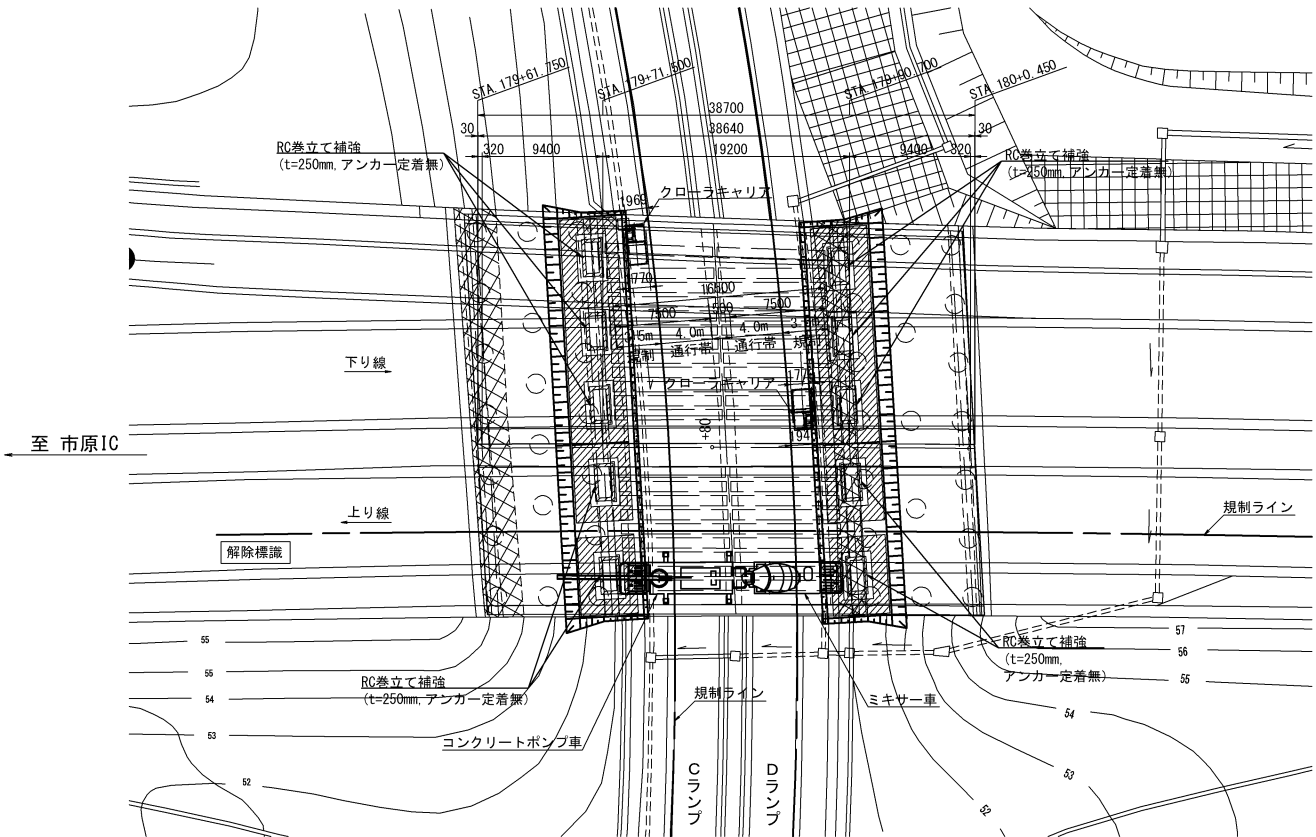 STA.179+61.750
STA.179+71.500
STA.179+90.700
STA.180+0.450
38700
30
38640
30
320
9400
19200
9400
320
RC巻立て補強
(t=250mm,アンカー定着無)
RC巻立て補強
(t=250mm,アンカー定着無)
クローラキャリア
1969
1770
16500
7500
500
7500
4.0m
4.0m
規制
通行帯
通行帯
規制
下り線
クローラキャリア
+80
至 市原IC
上り線
規制ライン
解除標識
55
57
56
55
55
54
54
53
53
52
52
RC巻立て補強
(t=250mm,
アンカー定着無)
RC巻立て補強
(t=250mm,アンカー定着無)
規制ライン
ミキサー車
コンクリートポンプ車
Cランプ
Dランプ